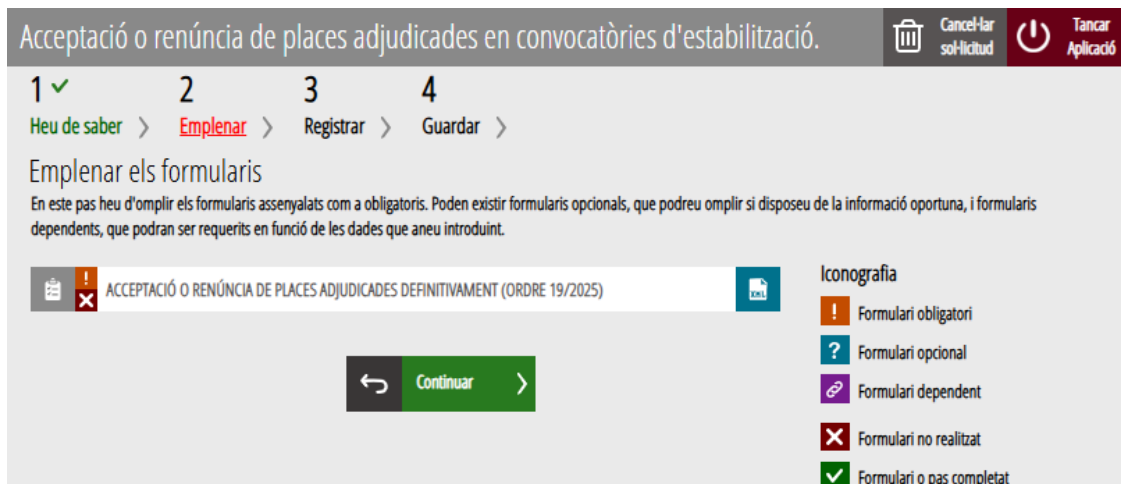 Acceptació o renúncia de places adjudicades en convocatòries d'estabilització.
Cancel·lar
sol·licitud
Tancar
Aplicació
1
2
3
4
Heu de saber
Emplenar
Registrar
Guardar
Emplenar els formularis
En este pas heu d'omplir els formularis assenyalats com a obligatoris. Poden existir formularis opcionals, que podreu omplir si disposeu de la informació oportuna, i formularis
dependents, que podran ser requerits en funció de les dades que aneu introduint.
! ACCEPTACIÓ O RENÚNCIA DE PLACES ADJUDICADES DEFINITIVAMENT (ORDRE 19/2025) XML
Continuar
Iconografia
! Formulari obligatori
? Formulari opcional
Formulari dependent
Formulari no realitzat
Formulari o pas completat